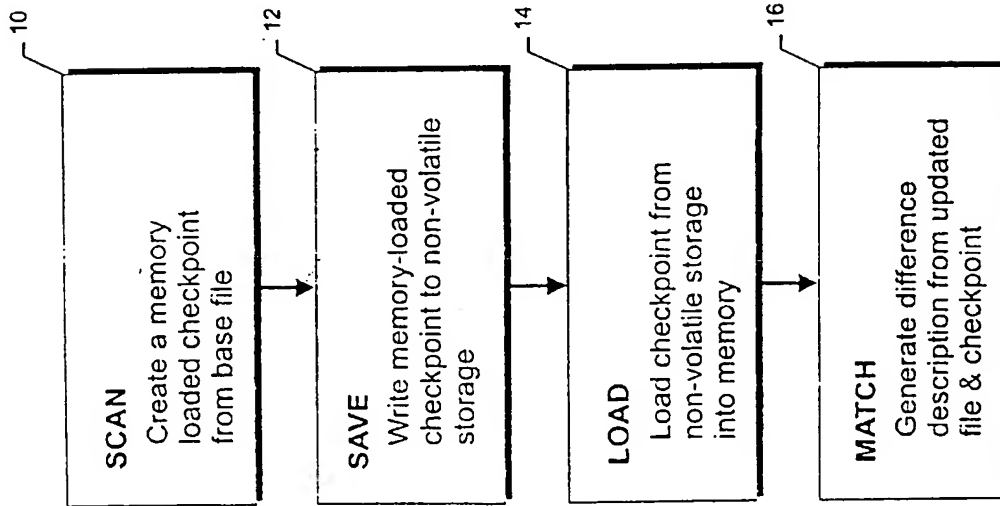 10
SCAN
Create a memory
loaded checkpoint
from base file
12
SAVE
Write memory-loaded
checkpoint to non-volatile
storage
14
LOAD
Load checkpoint from
non-volatile storage
into memory
16
MATCH
Generate difference
description from updated
file & checkpoint